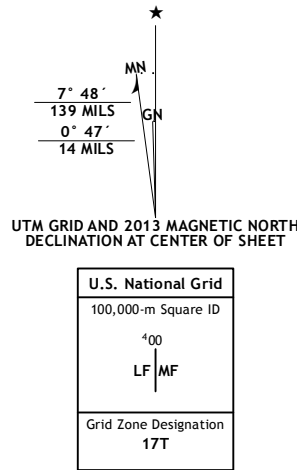 ★
MN
GN
7° 48´
139 MILS
0° 47´
14 MILS
UTM GRID AND 2013 MAGNETIC NORTH
DECLINATION AT CENTER OF SHEET
U.S. National Grid
100,000-m Square ID
⁴00
LF MF
Grid Zone Designation
17T